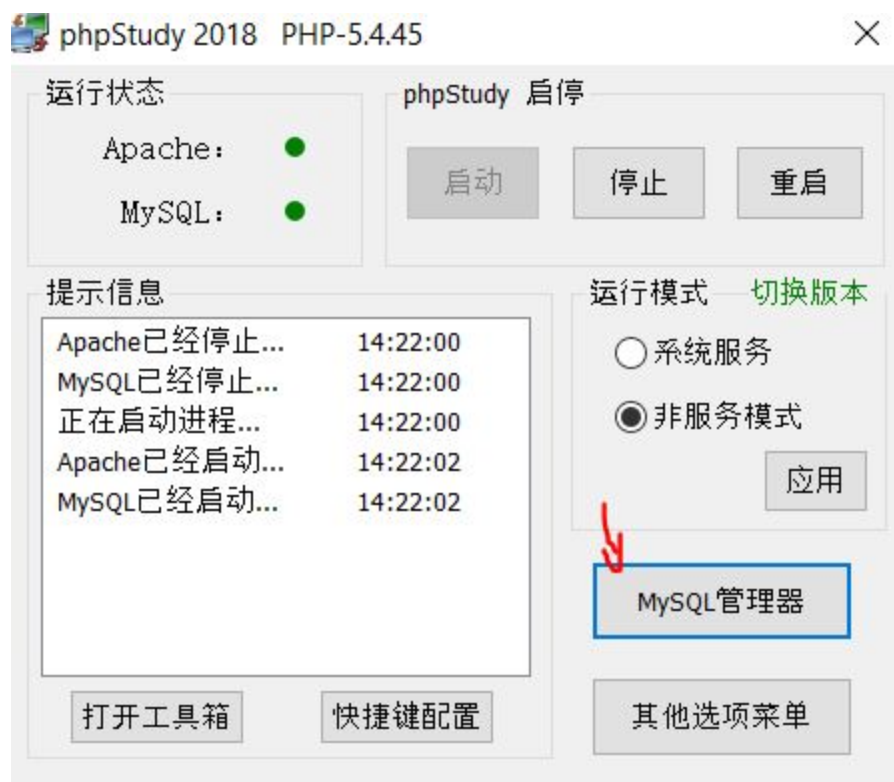 phpStudy 2018 PHP-5.4.45
运行状态
Apache:
MySQL:
phpStudy 启停
启动 停止 重启
提示信息
Apache已经停止... 14:22:00
MySQL已经停止... 14:22:00
正在启动进程... 14:22:00
Apache已经启动... 14:22:02
MySQL已经启动... 14:22:02
打开工具箱 快捷键配置
运行模式 切换版本
系统服务
非服务模式
应用
MySQL管理器
其他选项菜单